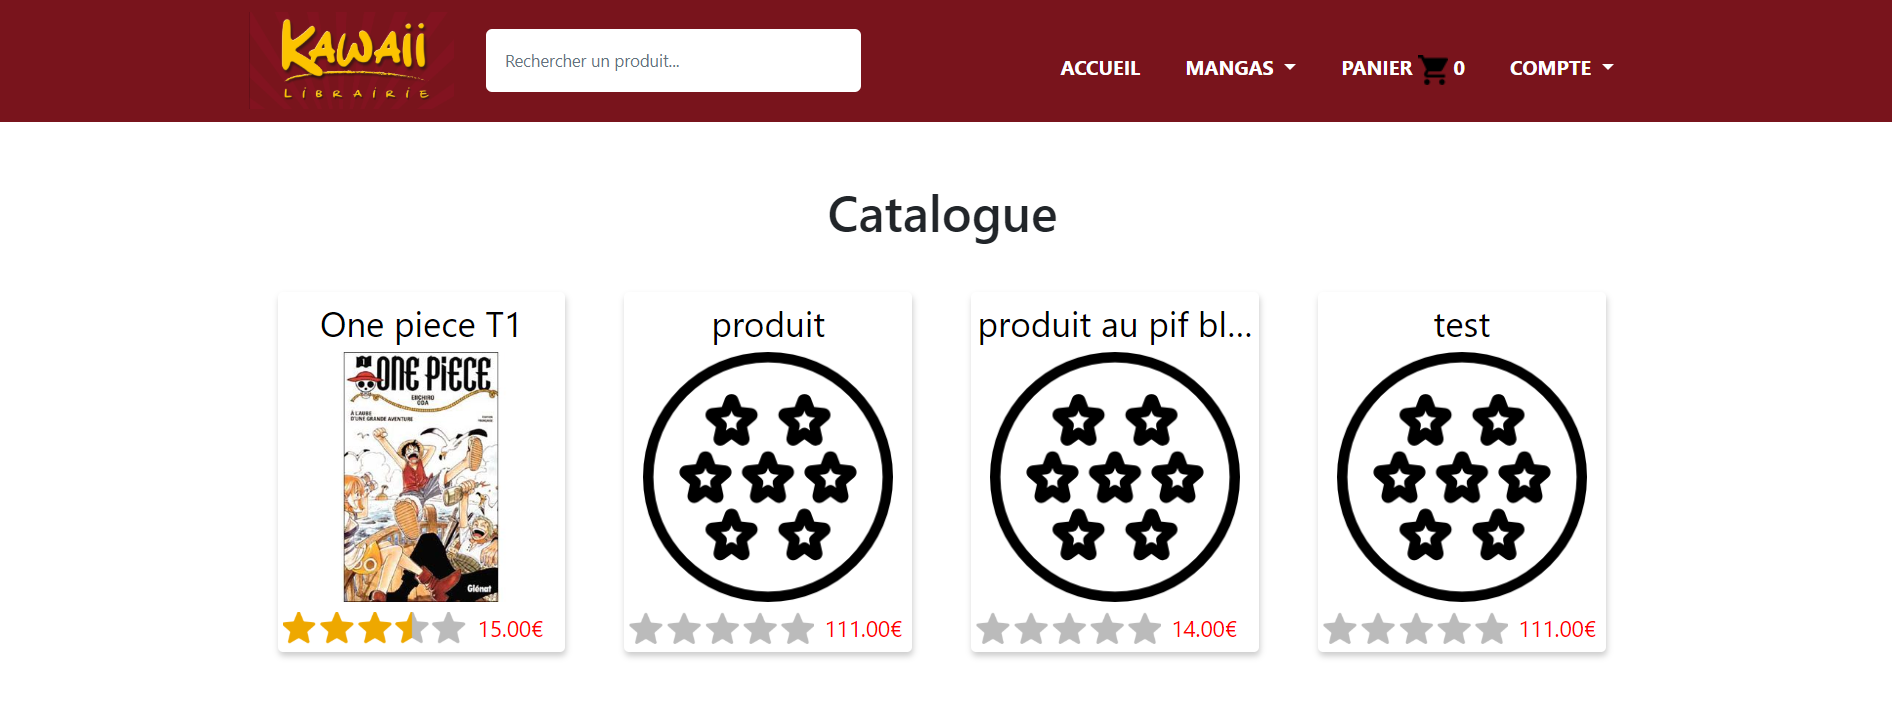 KAWAII
LIBRAIRIE
Rechercher un produit...
ACCUEIL
MANGAS
PANIER 0
COMPTE
Catalogue
One piece T1
ONE PIECE
EIICHIRO
ODA
À L'AUBE
D'UNE GRANDE AVENTURE
Glénat
15.00€
produit
111.00€
produit au pif bl...
14.00€
test
111.00€